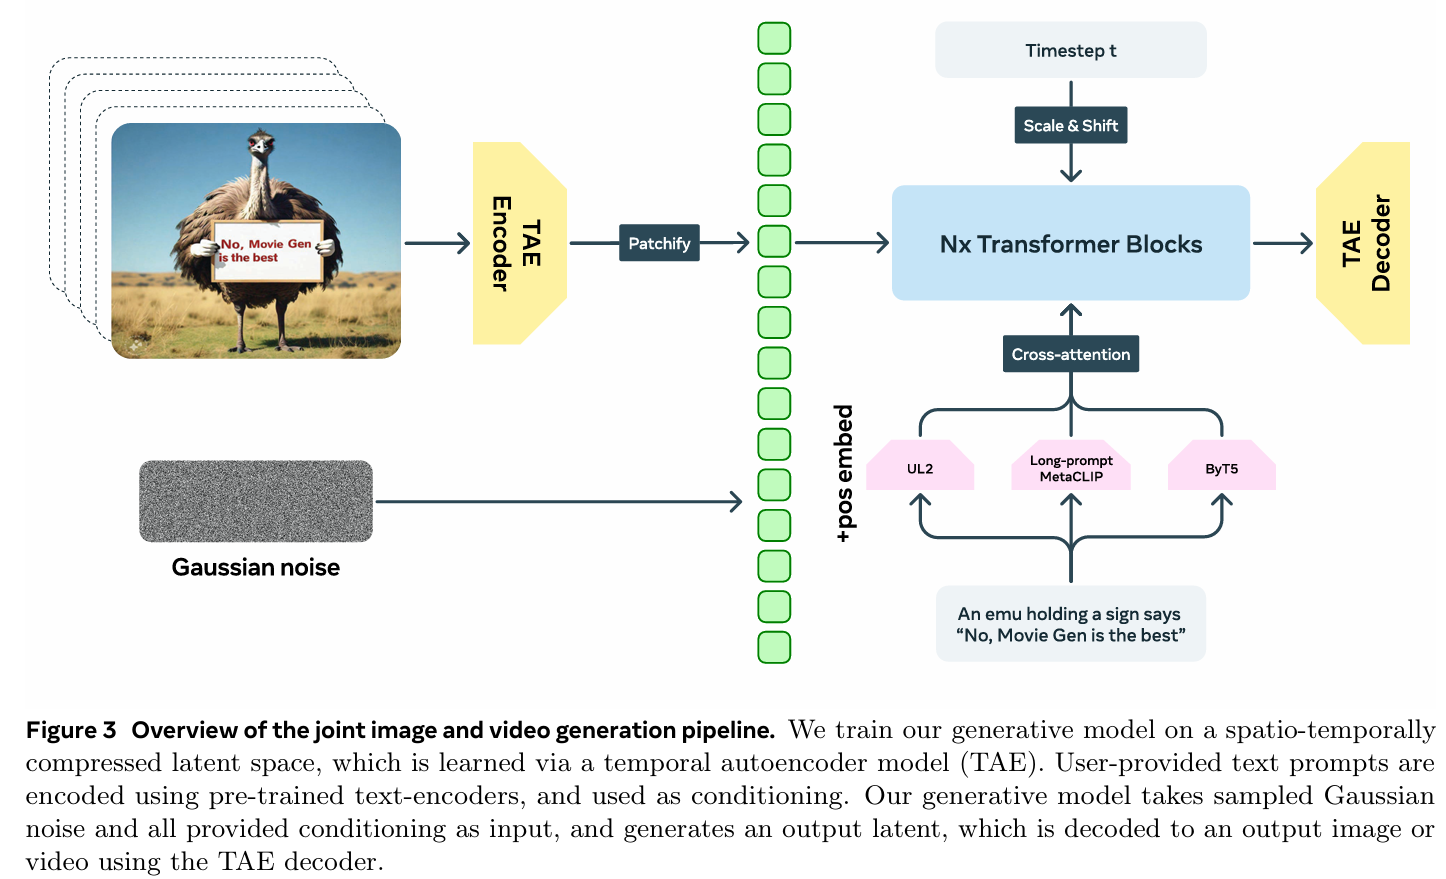 Timestep t
Scale & Shift
No, Movie Gen
is the best
TAE
Encoder
Patchify
Nx Transformer Blocks
TAE
Decoder
Cross-attention
+pos embed
UL2
Long-prompt
MetaCLIP
ByT5
Gaussian noise
An emu holding a sign says
“No, Movie Gen is the best”
Figure 3 Overview of the joint image and video generation pipeline. We train our generative model on a spatio-temporally
compressed latent space, which is learned via a temporal autoencoder model (TAE). User-provided text prompts are
encoded using pre-trained text-encoders, and used as conditioning. Our generative model takes sampled Gaussian
noise and all provided conditioning as input, and generates an output latent, which is decoded to an output image or
video using the TAE decoder.